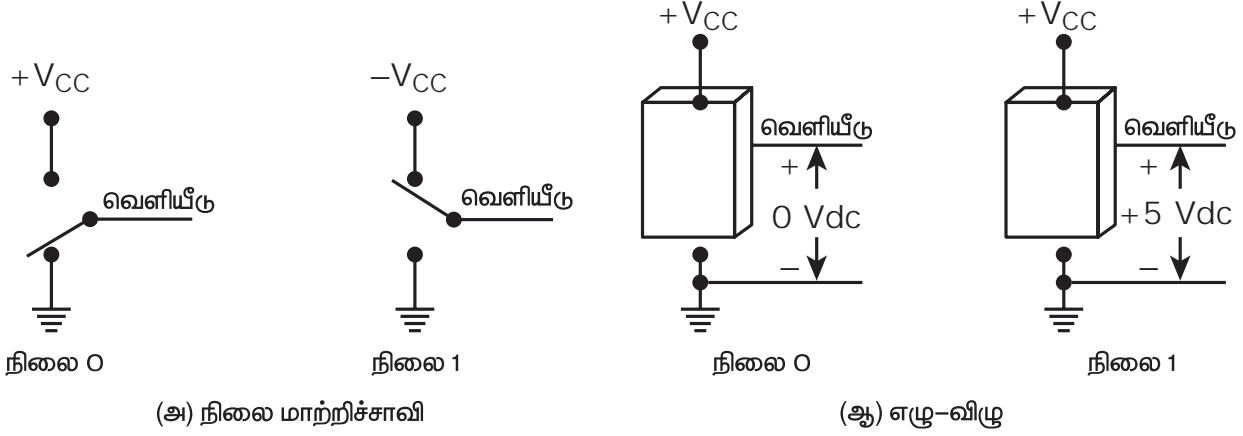 +VCC
வெளியீடு
நிலை 0
−VCC
வெளியீடு
நிலை 1
(அ) நிலை மாற்றிச்சாவி
+VCC
வெளியீடு
+
0 Vdc
−
நிலை 0
+VCC
வெளியீடு
+
+5 Vdc
−
நிலை 1
(ஆ) எழு−விழு